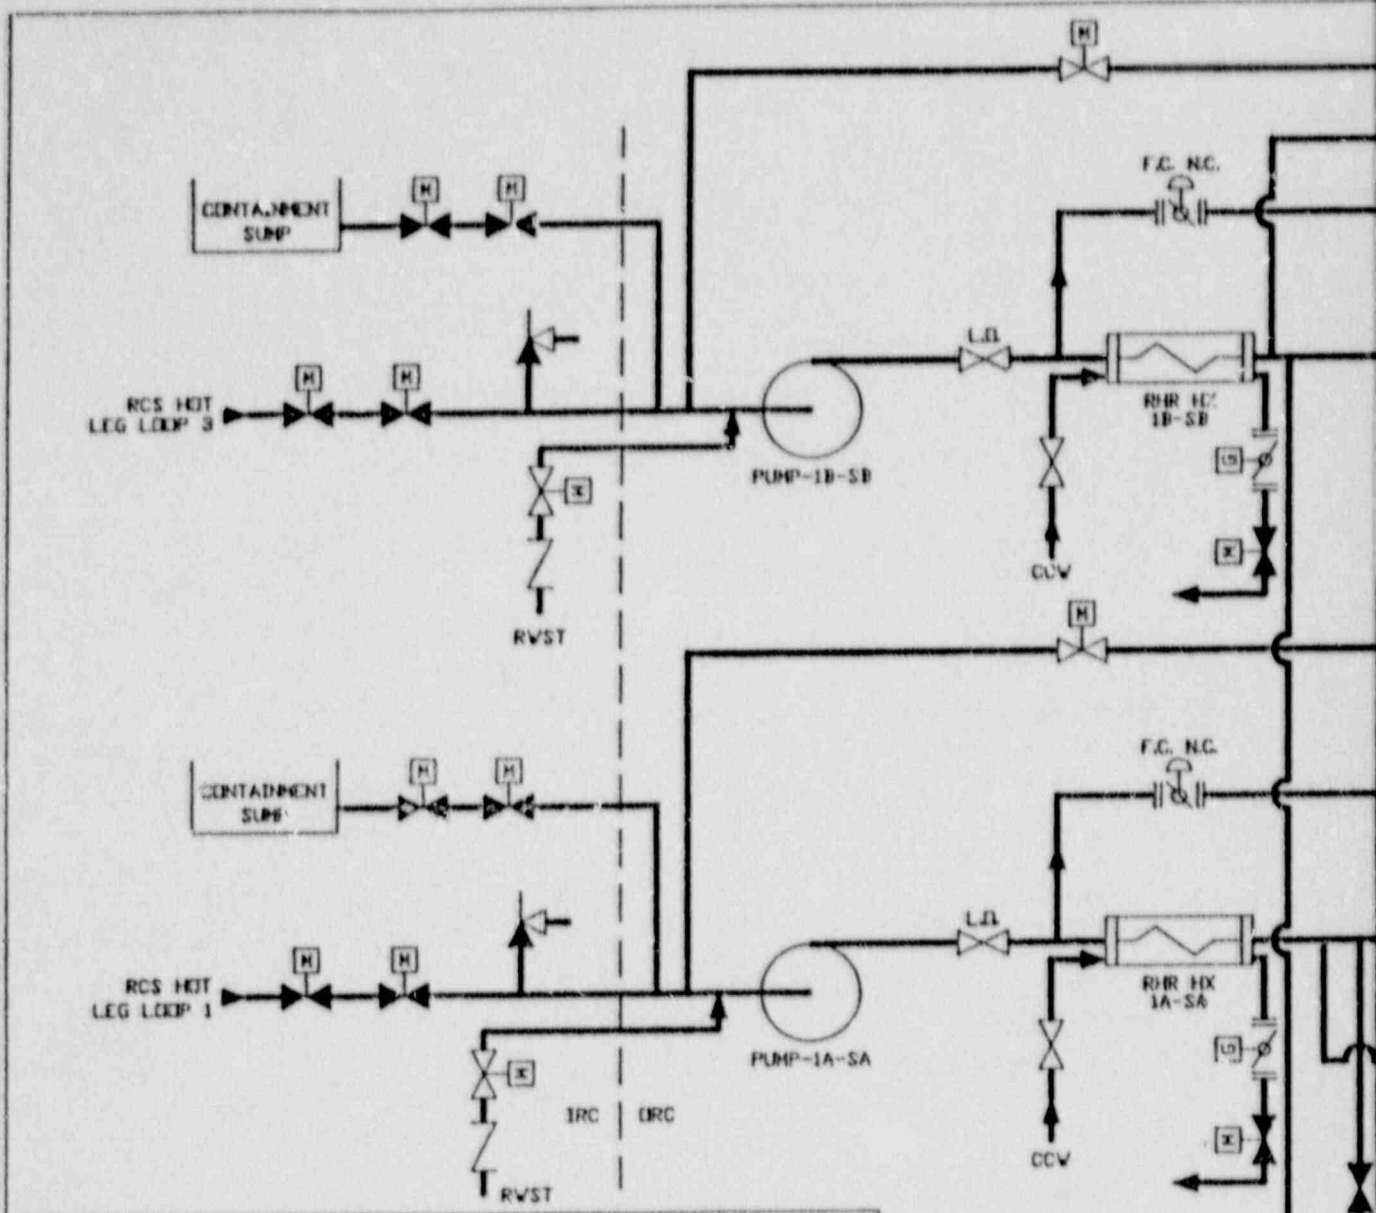 M
F.C. N.C.
M
M
CONTAINMENT
SUMP
L.O.
M
M
RCS HOT
LEG LOOP 3
RHR HX
1B-SB
PUMP-1B-SB
G
M
M
CCW
RWST
M
F.C. N.C.
M
M
CONTAINMENT
SUMP
L.O.
M
M
RCS HOT
LEG LOOP 1
RHR HX
1A-SA
PUMP-1A-SA
G
M
IRC
ORC
M
CCW
RWST